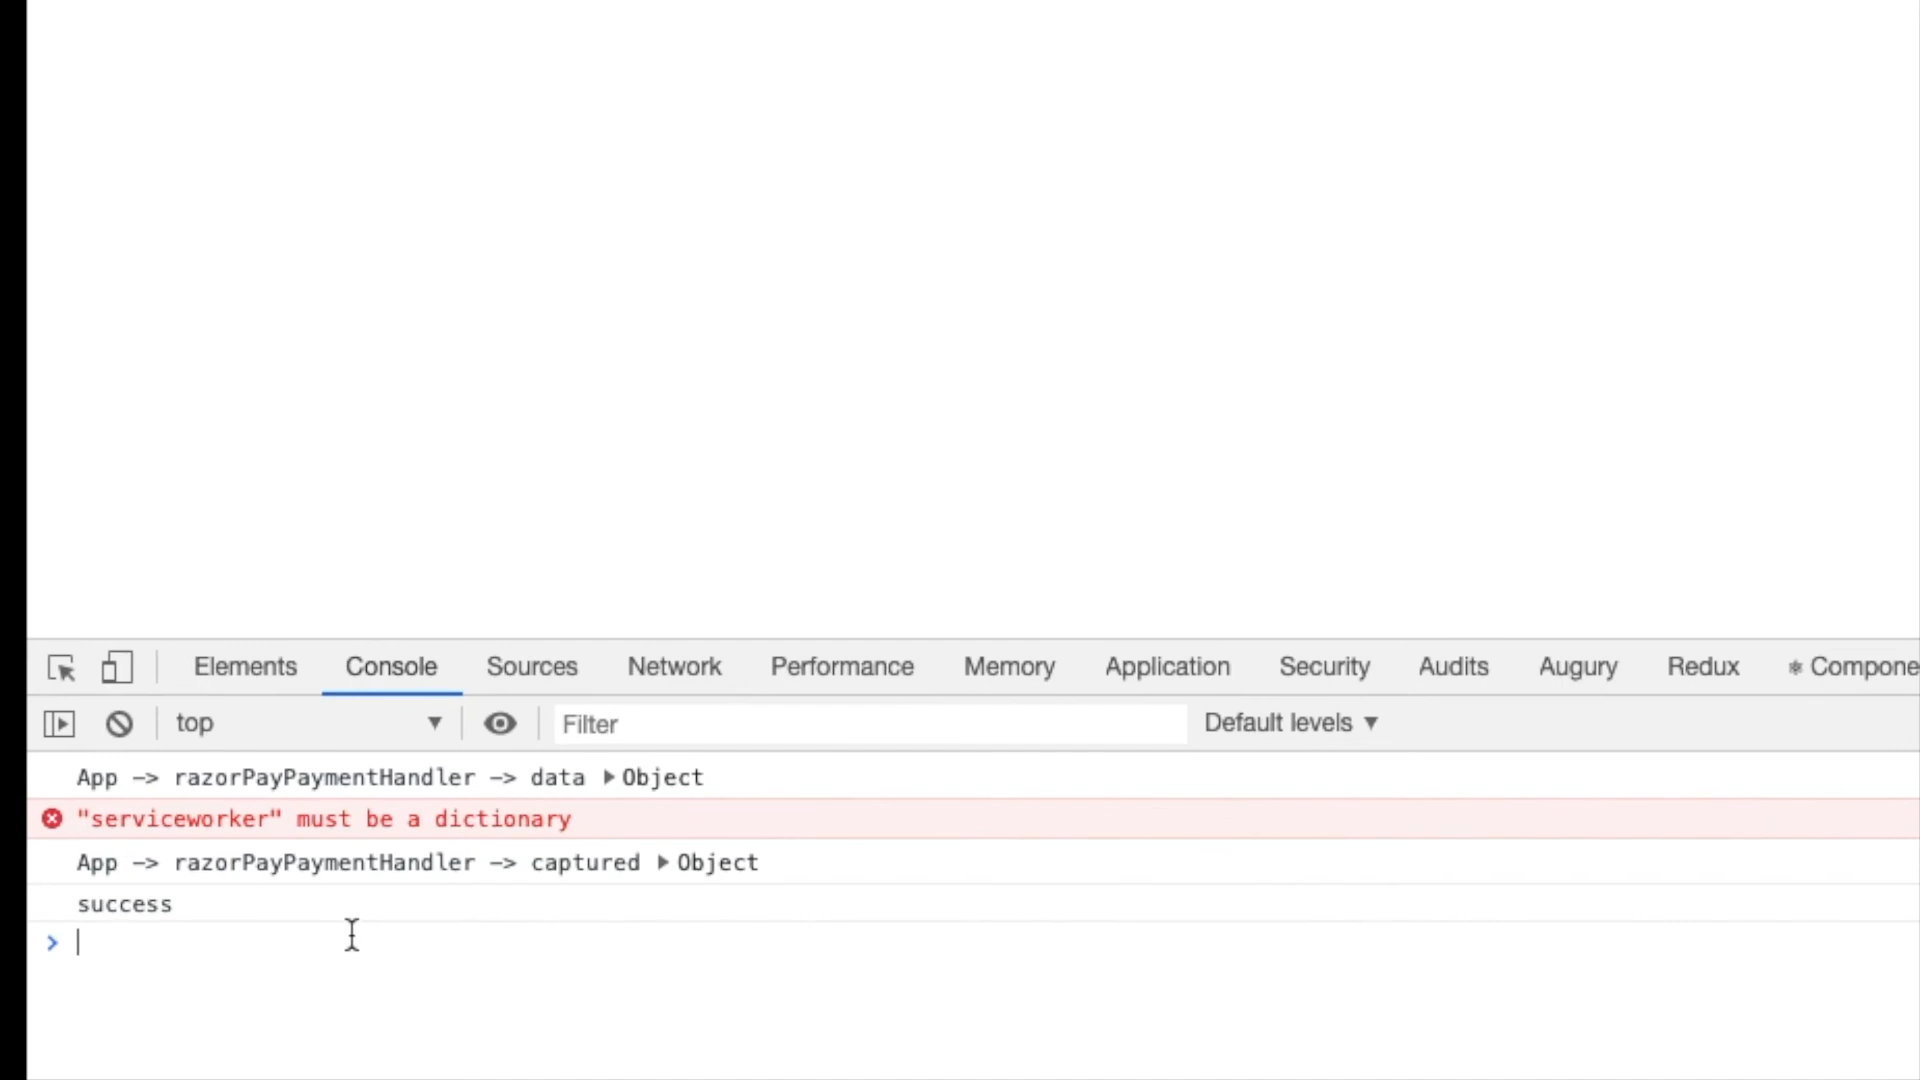 Elements Console Sources Network Performance Memory Application Security Audits Augury Redux ⚛ Compone
top ▼ Filter Default levels ▼
App -> razorPayPaymentHandler -> data ▶Object
"serviceworker" must be a dictionary
App -> razorPayPaymentHandler -> captured ▶Object
success
>